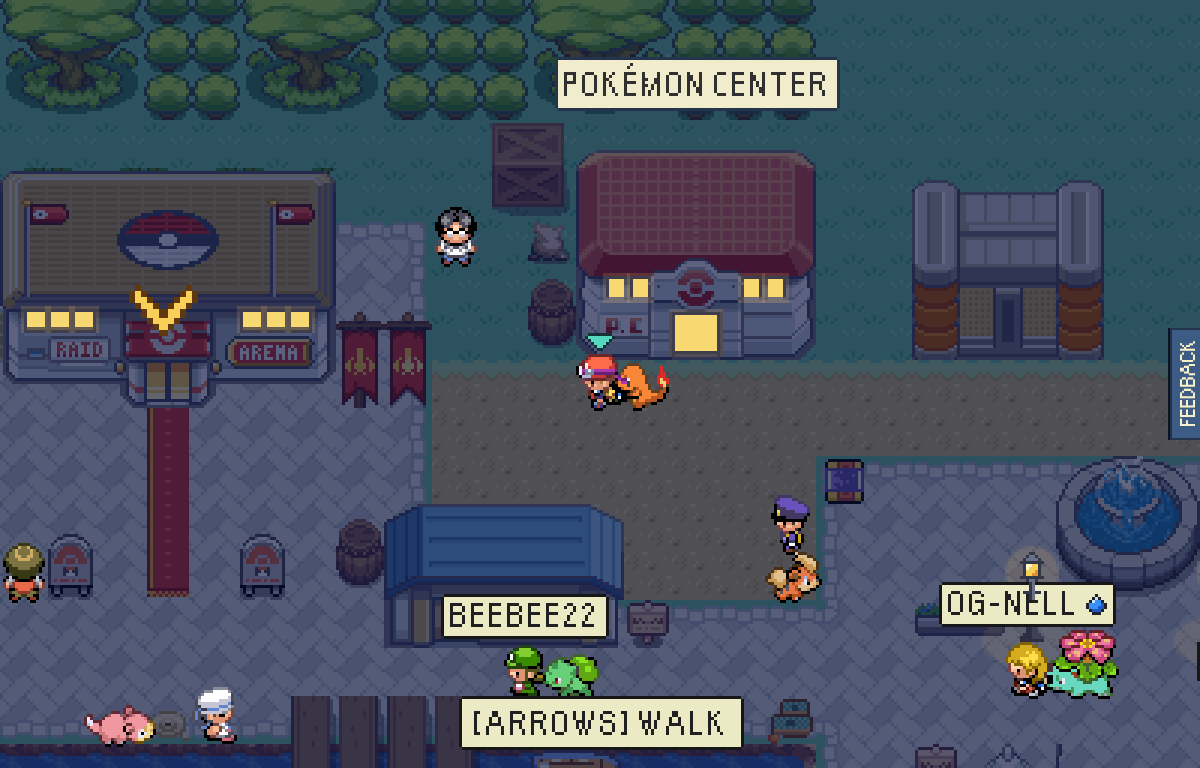 POKÉMON CENTER
P.C
RAID
ARENA
FEEDBACK
OG-NELL
BEEBEE22
[ARROWS] WALK